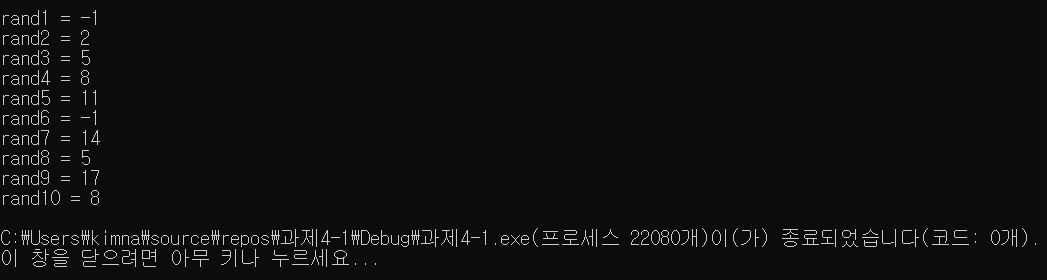 rand1 = -1
rand2 = 2
rand3 = 5
rand4 = 8
rand5 = 11
rand6 = -1
rand7 = 14
rand8 = 5
rand9 = 17
rand10 = 8
C:₩Users₩kimna₩source₩repos₩과제4-1₩Debug₩과제4-1.exe(프로세스 22080개)이(가) 종료되었습니다(코드: 0개).
이 창을 닫으려면 아무 키나 누르세요...